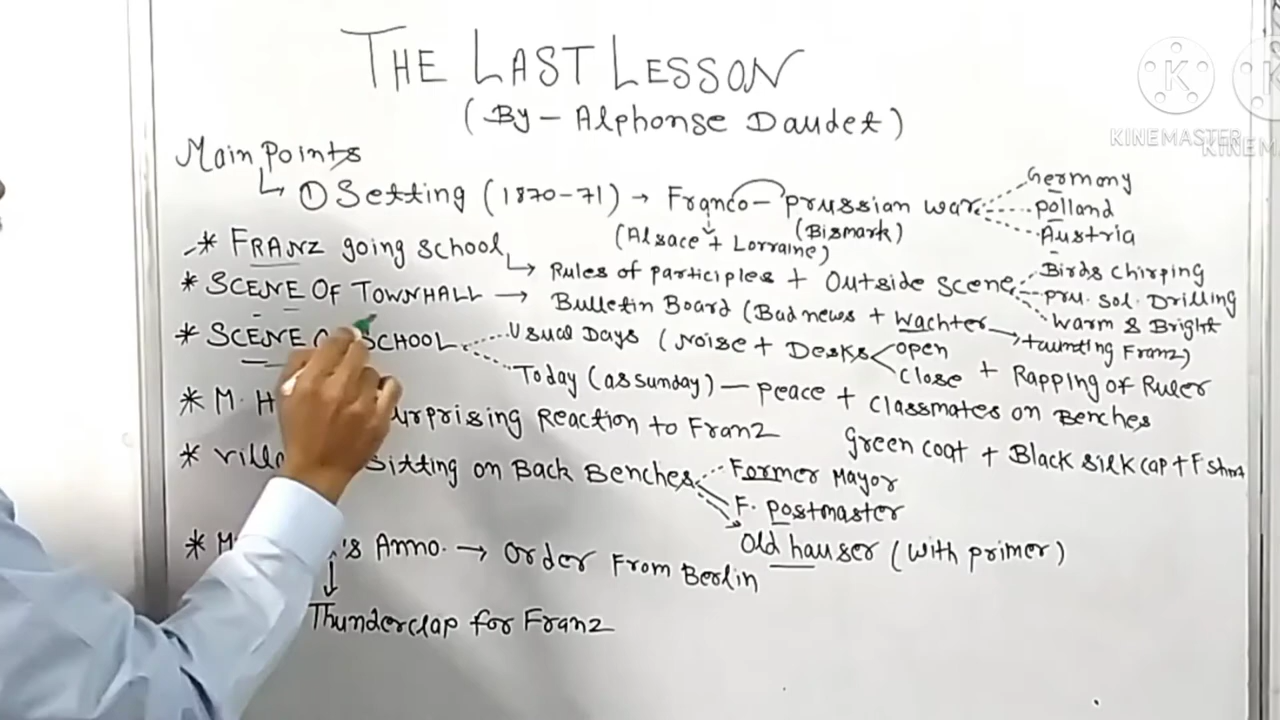 THE LAST LESSON
(By - Alphonse Daudet)
Main Points
① Setting (1870-71) → Franco - prussian war
Germany
polland
Austria
(Alsace + Lorraine)
(Bismark)
* FRANZ going school
Rules of participles + Outside scene
Birds Chirping
pru. sol. Drilling
Warm & Bright
* SCENE OF TOWNHALL → Bulletin Board (Bad news + wachter → taunting Franz)
* SCENE SCHOOL
Usual Days (Noise + Desks
open
close
+ Rapping of Ruler
Today (as sunday) - peace + classmates on Benches
* M. H urprising Reaction to Franz
green coat + Black silk cap + F shirt
* villa sitting on Back Benches
Former Mayor
F. postmaster
Old hauser (with primer)
* M 's Anno. → Order From Berlin
Thunderclap for Franz
KINEMASTER
KINEMA